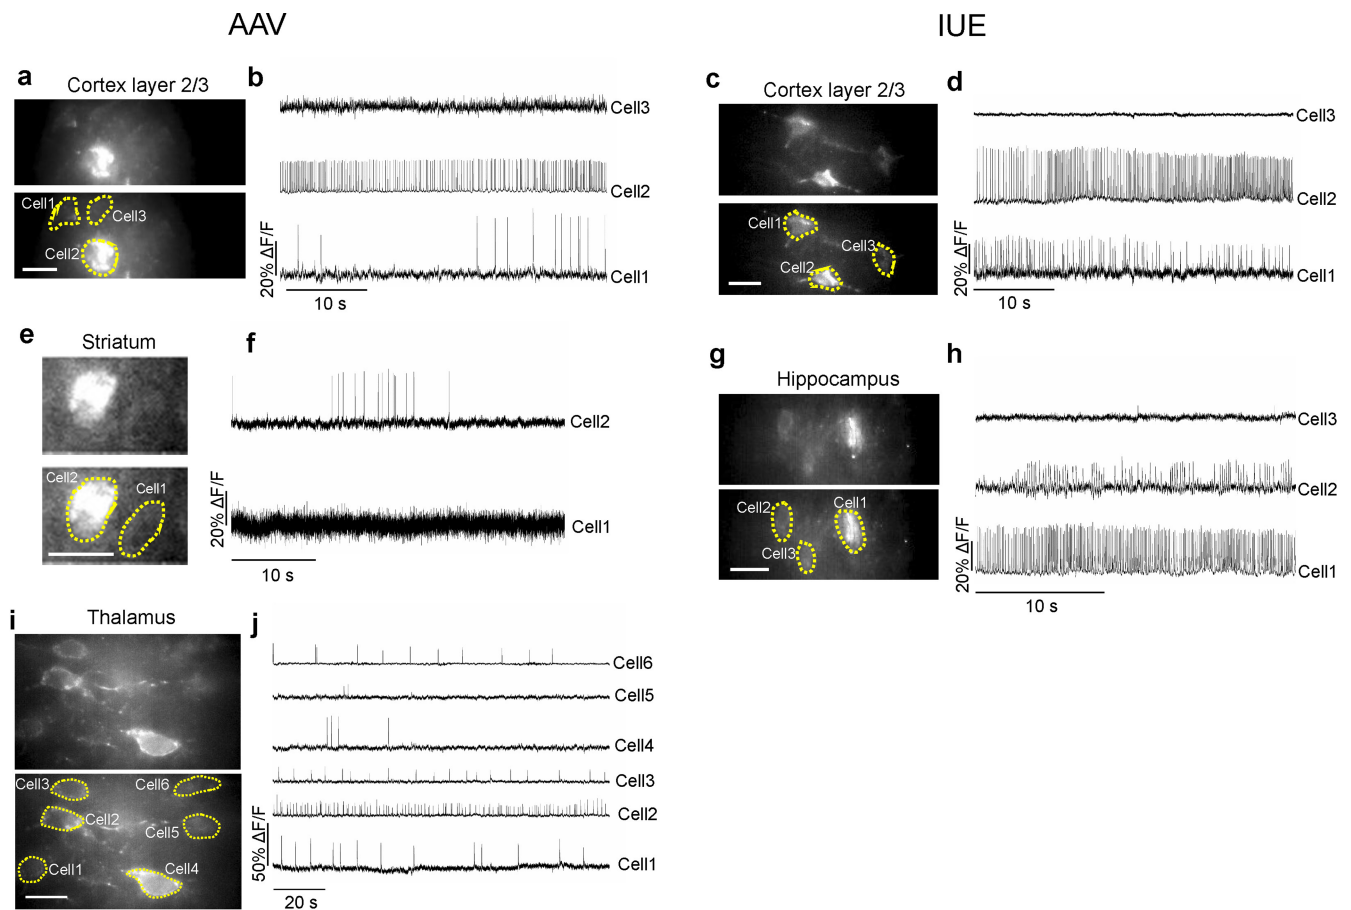 AAV
IUE
a
Cortex layer 2/3
Cell1
Cell3
Cell2
b
Cell3
Cell2
Cell1
20% ΔF/F
10 s
c
Cortex layer 2/3
Cell1
Cell3
Cell2
d
Cell3
Cell2
Cell1
20% ΔF/F
10 s
e
Striatum
Cell2
Cell1
f
Cell2
Cell1
20% ΔF/F
10 s
g
Hippocampus
Cell2
Cell1
Cell3
h
Cell3
Cell2
Cell1
20% ΔF/F
10 s
i
Thalamus
Cell3
Cell6
Cell2
Cell5
Cell1
Cell4
j
Cell6
Cell5
Cell4
Cell3
Cell2
Cell1
50% ΔF/F
20 s